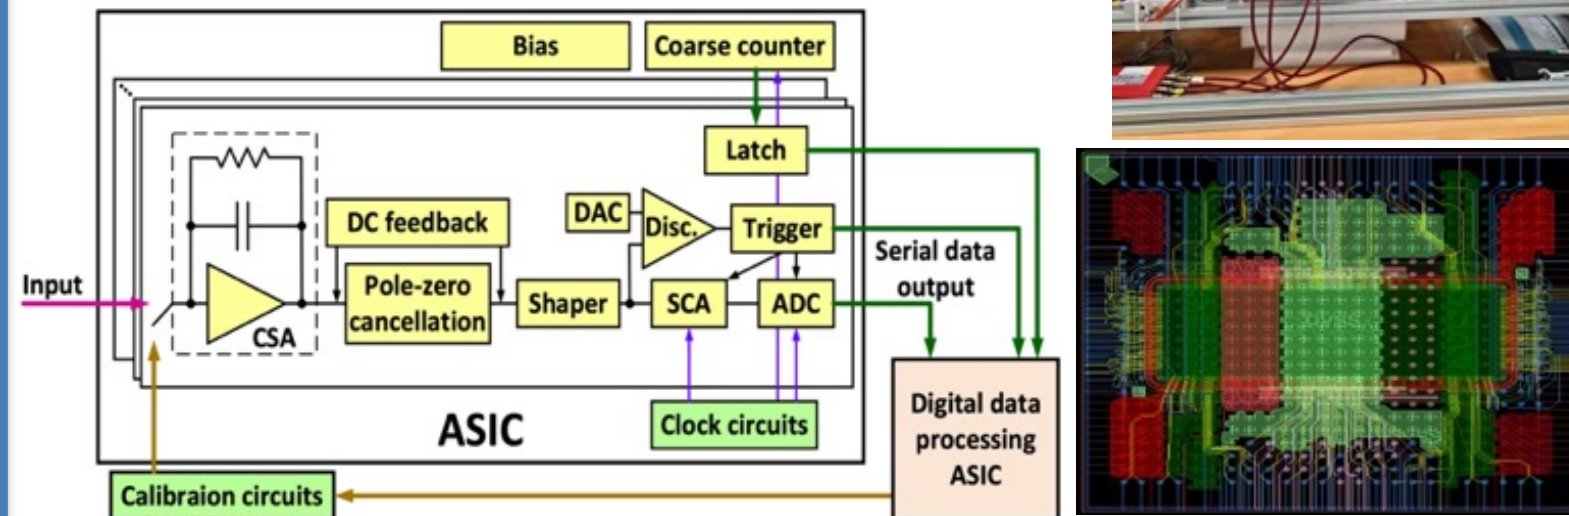 Bias
Coarse counter
Latch
DAC
Disc.
Trigger
DC feedback
Serial data
output
Input
Pole-zero
cancellation
Shaper
SCA
ADC
CSA
ASIC
Clock circuits
Digital data
processing
ASIC
Calibraion circuits